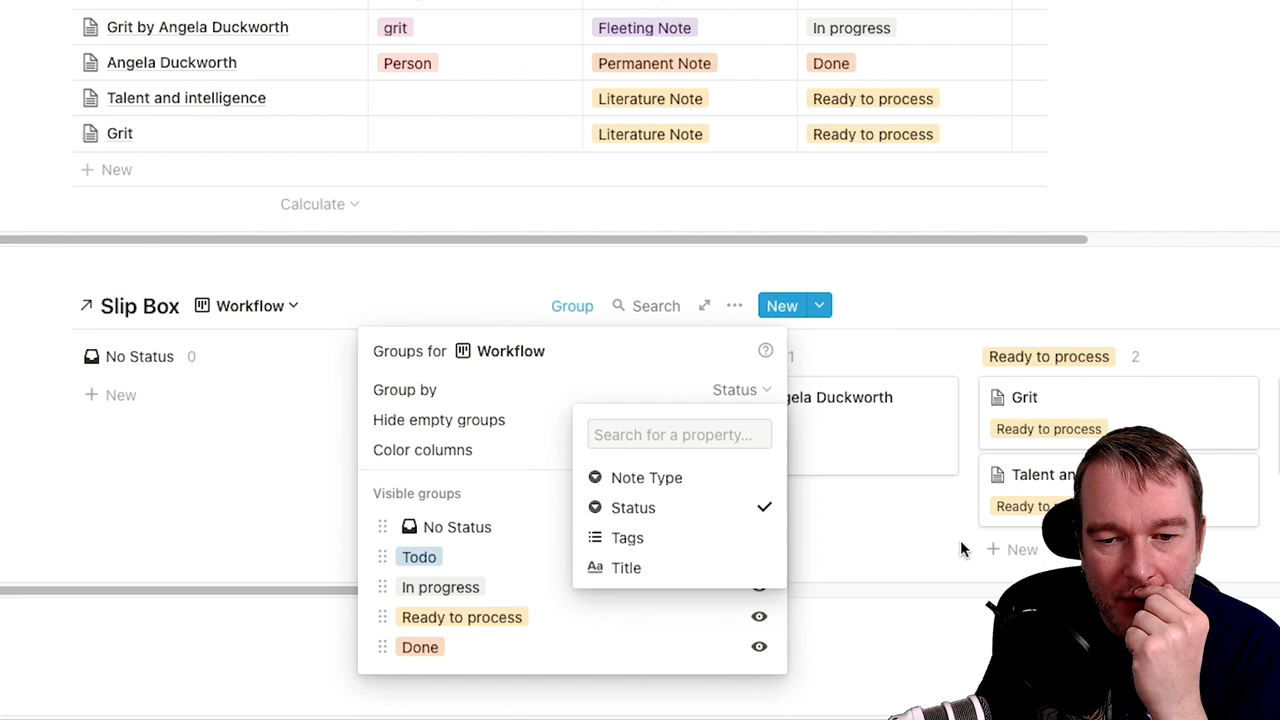 Grit by Angela Duckworth grit Fleeting Note In progress
Angela Duckworth Person Permanent Note Done
Talent and intelligence Literature Note Ready to process
Grit Literature Note Ready to process
New
Calculate
Slip Box Workflow Group Search New
No Status 0
New
Groups for Workflow
Group by Status
Hide empty groups
Color columns
Visible groups
No Status
Todo
In progress
Ready to process
Done
Search for a property...
Note Type
Status
Tags
Aa Title
1
Duckworth
Ready to process 2
Grit
Ready to process
Talent
Ready to
New